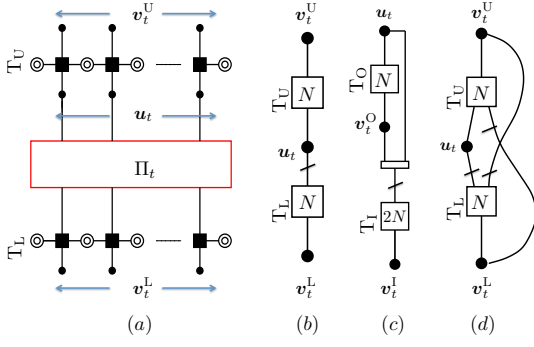 v_t^U v_t^U u_t v_t^U
T_U T_U N T_O N T_U N
u_t u_t v_t^O u_t
Π_t
T_L T_L N T_I 2N T_L N
v_t^L v_t^L v_t^I v_t^L
(a) (b) (c) (d)